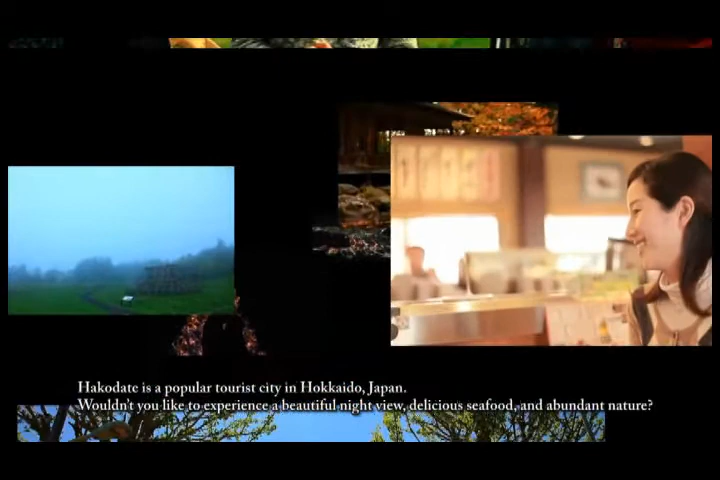 Hakodate is a popular tourist city in Hokkaido, Japan.
Wouldn't you like to experience a beautiful night view, delicious seafood, and abundant nature?